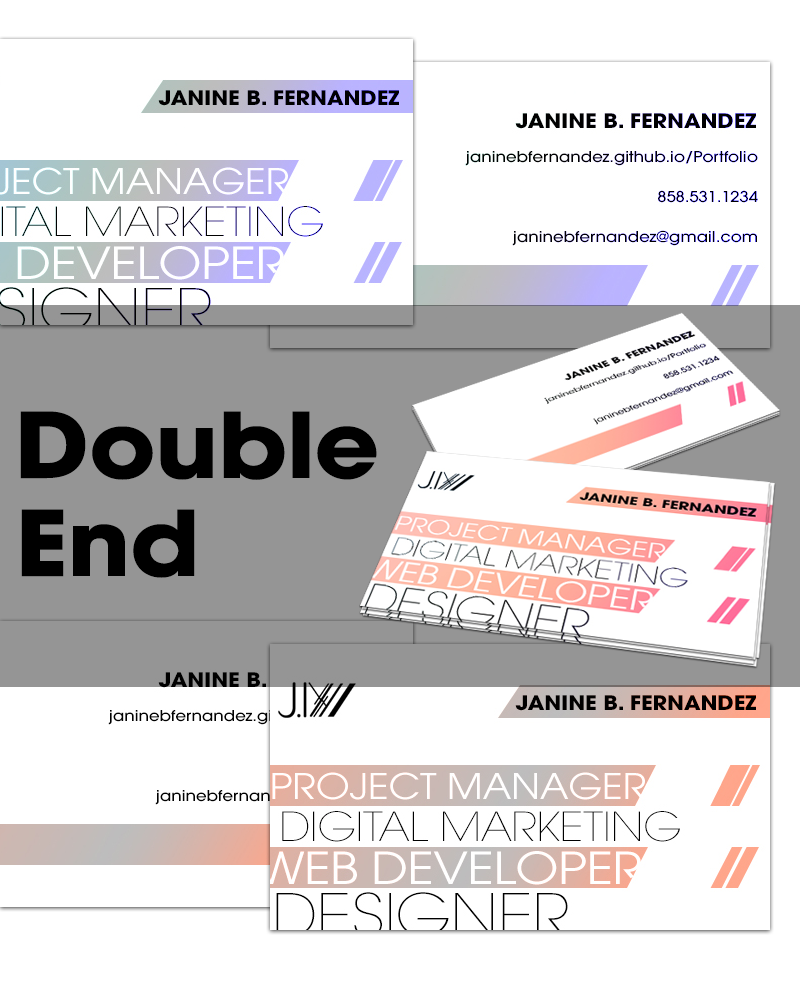 JANINE B. FERNANDEZ
JECT MANAGER
ITAL MARKETING
DEVELOPER
SIGNER
JANINE B. FERNANDEZ
janinebfernandez.github.io/Portfolio
858.531.1234
janinebfernandez@gmail.com
Double
End
JANINE B. FERNANDEZ
janinebfernandez.github.io/Portfolio
858.531.1234
janinebfernandez@gmail.com
JANINE B. FERNANDEZ
PROJECT MANAGER
DIGITAL MARKETING
WEB DEVELOPER
DESIGNER
JANINE B.
janinebfernandez.gi
janinebfernan
JANINE B. FERNANDEZ
PROJECT MANAGER
DIGITAL MARKETING
WEB DEVELOPER
DESIGNER